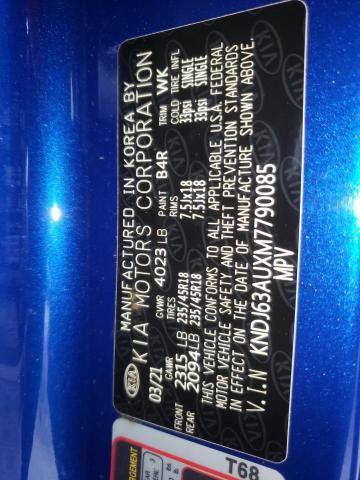 MANUFACTURED IN KOREA BY
KIA MOTORS CORPORATION
KIA
03/21 GVWR 4023 LB PAINT B4R TRIM WK
GAWR TIRES RIMS COLD TIRE INFL
FRONT 2315 LB 235/45R18 7.5Jx18 33psi SINGLE
REAR 2094 LB 235/45R18 7.5Jx18 33psi SINGLE
THIS VEHICLE CONFORMS TO ALL APPLICABLE U.S.A. FEDERAL
MOTOR VEHICLE SAFETY AND THEFT PREVENTION STANDARDS
IN EFFECT ON THE DATE OF MANUFACTURE SHOWN ABOVE.
V.I.N KNDJ63AUXM7790085
MPV
T68